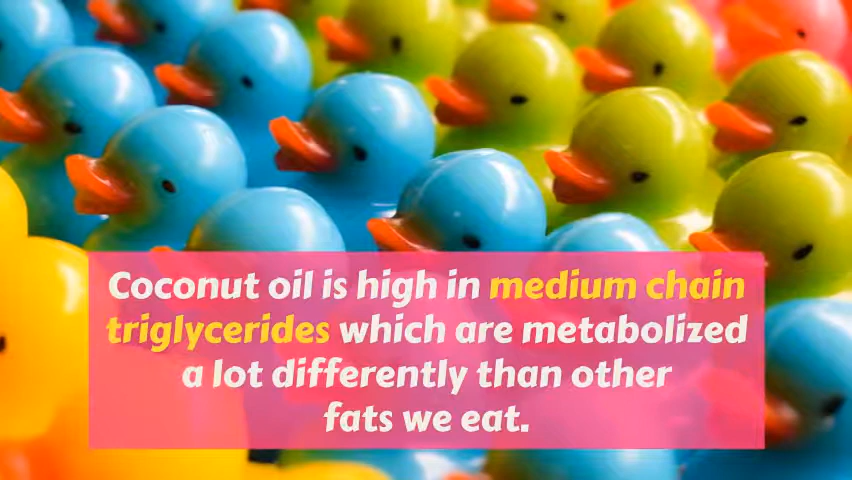 Coconut oil is high in medium chain
triglycerides which are metabolized
a lot differently than other
fats we eat.